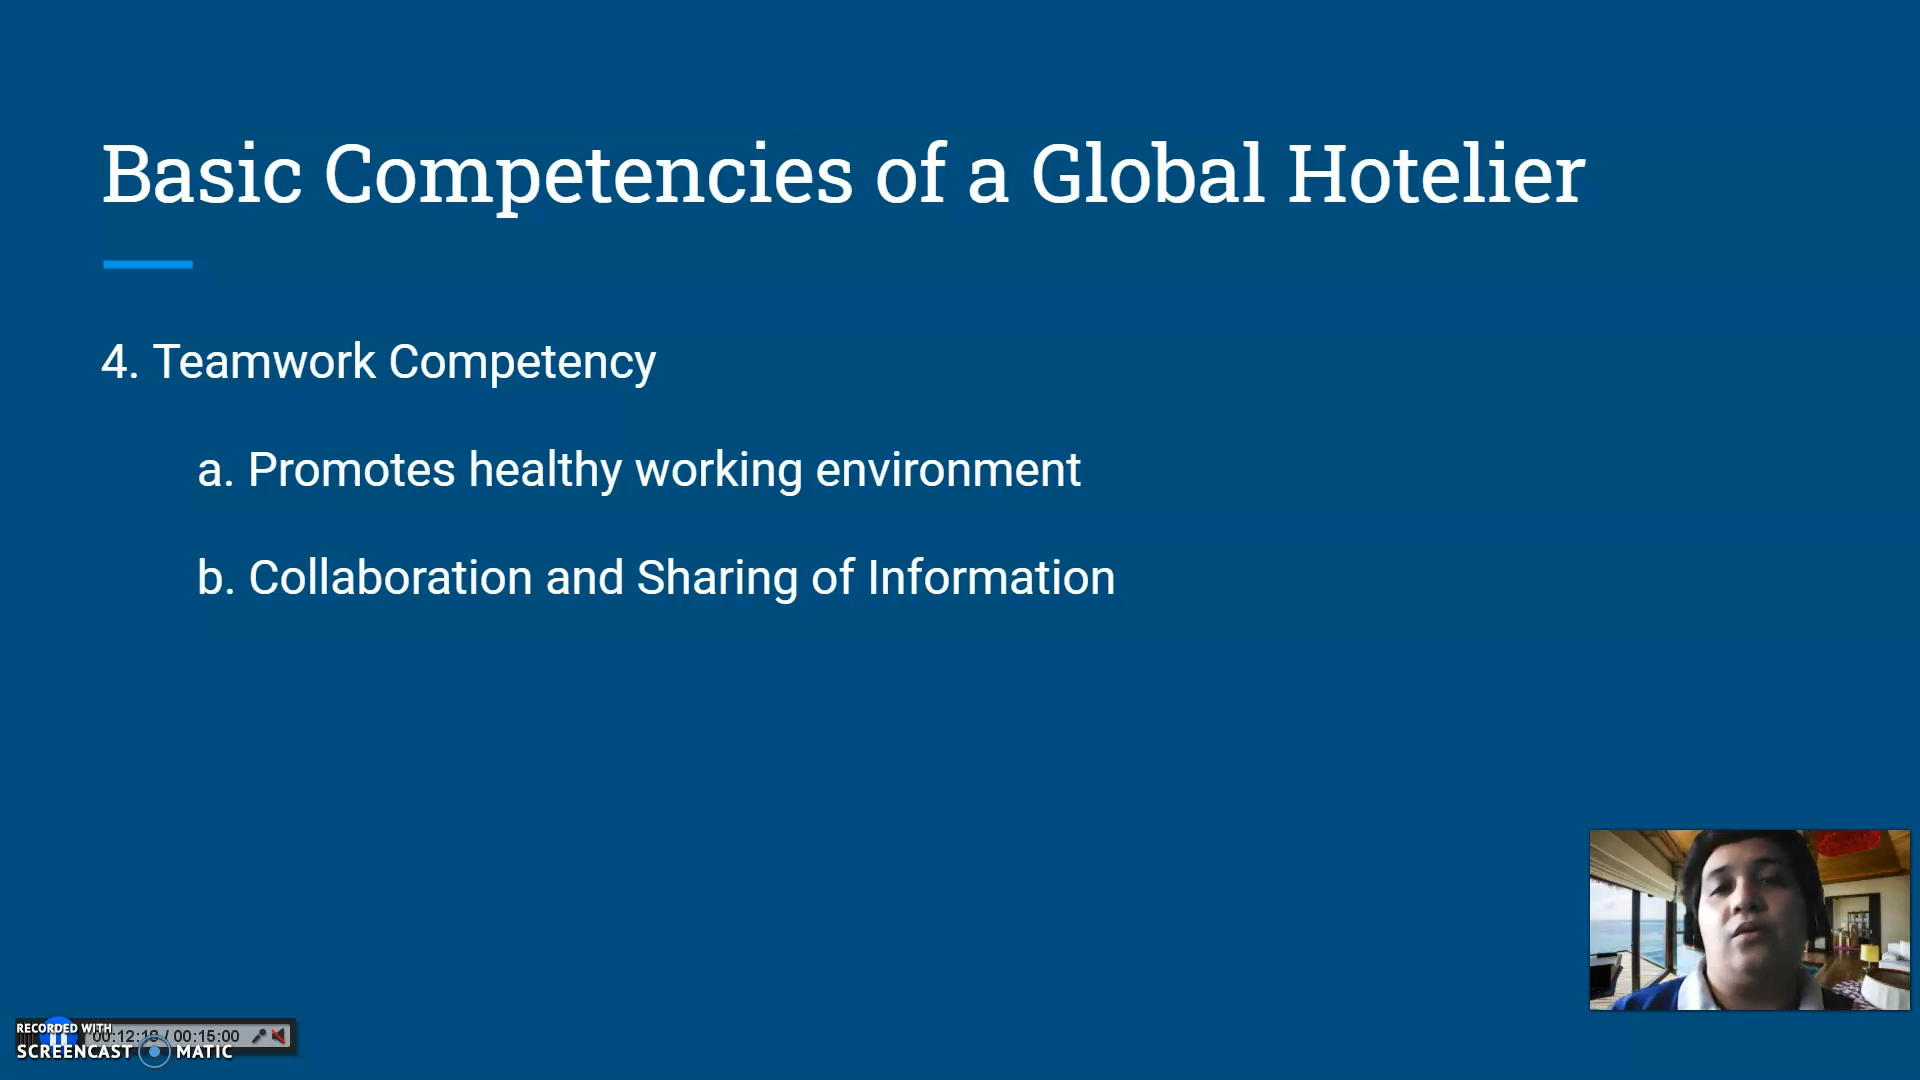 Basic Competencies of a Global Hotelier
4. Teamwork Competency
a. Promotes healthy working environment
b. Collaboration and Sharing of Information
RECORDED WITH
00:12:18 / 00:15:00
SCREENCAST MATIC